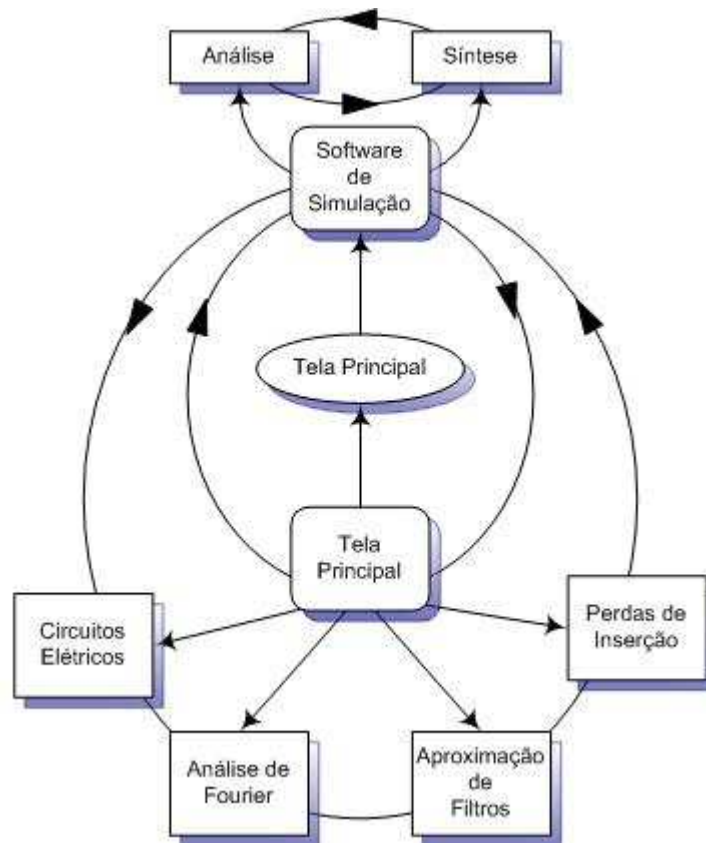 Análise
Síntese
Software
de
Simulação
Tela Principal
Tela
Principal
Circuitos
Elétricos
Perdas de
Inserção
Análise de
Fourier
Aproximação
de
Filtros